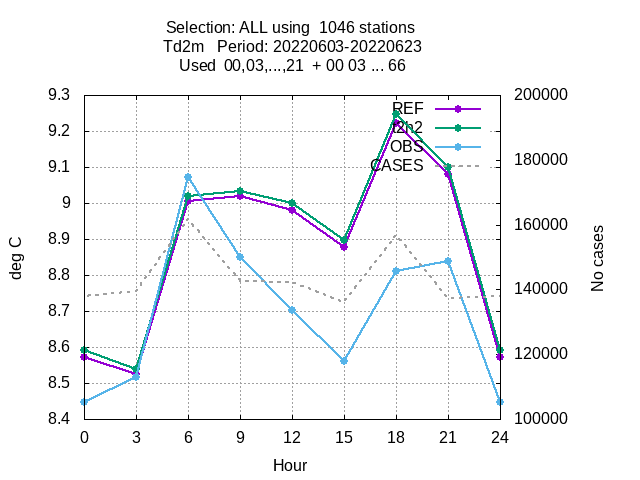 Selection: ALL using  1046 stations
Td2m   Period: 20220603-20220623
Used  00,03,...,21  + 00 03 ... 66
9.3
9.2
9.1
9
8.9
8.8
8.7
8.6
8.5
8.4
deg C
REF
OBS
CASES
200000
180000
160000
140000
120000
100000
No cases
0 3 6 9 12 15 18 21 24
Hour